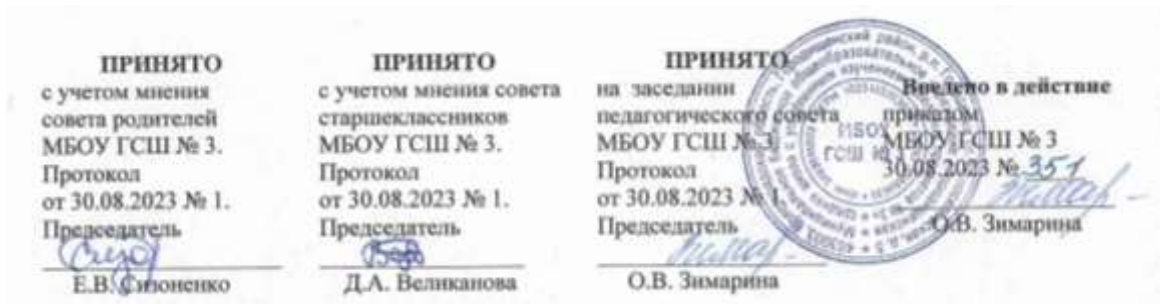 ПРИНЯТО
с учетом мнения
совета родителей
МБОУ ГСШ № 3.
Протокол
от 30.08.2023 № 1.
Председатель
Е.В. Сизоненко
ПРИНЯТО
с учетом мнения совета
старшеклассников
МБОУ ГСШ № 3.
Протокол
от 30.08.2023 № 1.
Председатель
Д.А. Великанова
ПРИНЯТО
на заседании
педагогического совета
МБОУ ГСШ № 3.
Протокол
от 30.08.2023 № 1.
Председатель
О.В. Зимарина
Введено в действие
приказом
МБОУ ГСШ № 3
30.08.2023 № 351
О.В. Зимарина
МБОУ
ГСШ №